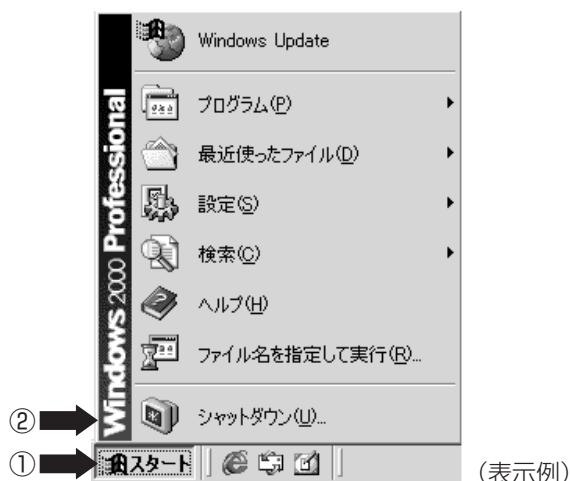 Windows Update
プログラム(P)
最近使ったファイル(D)
設定(S)
検索(C)
ヘルプ(H)
ファイル名を指定して実行(R)...
② シャットダウン(U)...
Windows 2000 Professional
① スタート
(表示例)